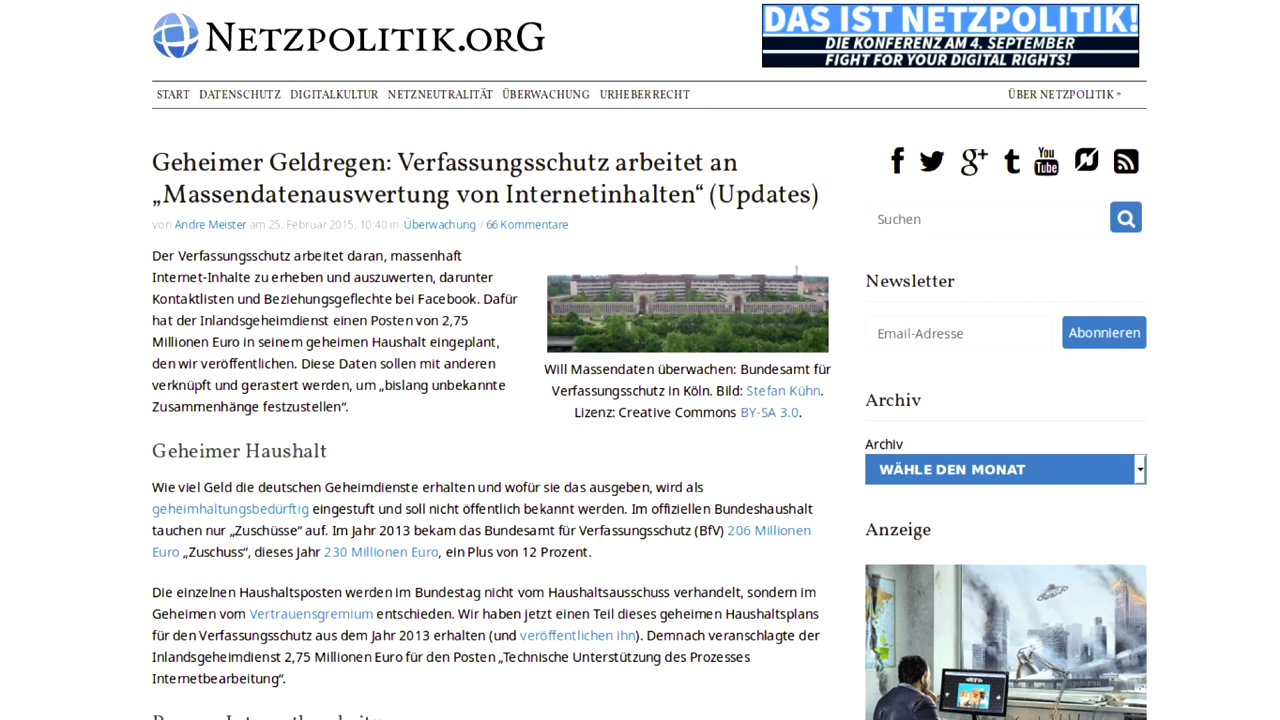 NETZPOLITIK.ORG
DAS IST NETZPOLITIK!
DIE KONFERENZ AM 4. SEPTEMBER
FIGHT FOR YOUR DIGITAL RIGHTS!
START DATENSCHUTZ DIGITALKULTUR NETZNEUTRALITÄT ÜBERWACHUNG URHEBERRECHT ÜBER NETZPOLITIK »
Geheimer Geldregen: Verfassungsschutz arbeitet an
„Massendatenauswertung von Internetinhalten“ (Updates)
von Andre Meister am 25. Februar 2015, 10:40 in Überwachung / 66 Kommentare
Der Verfassungsschutz arbeitet daran, massenhaft
Internet-Inhalte zu erheben und auszuwerten, darunter
Kontaktlisten und Beziehungsgeflechte bei Facebook. Dafür
hat der Inlandsgeheimdienst einen Posten von 2,75
Millionen Euro in seinem geheimen Haushalt eingeplant,
den wir veröffentlichen. Diese Daten sollen mit anderen
verknüpft und gerastert werden, um „bislang unbekannte
Zusammenhänge festzustellen“.
Will Massendaten überwachen: Bundesamt für
Verfassungsschutz in Köln. Bild: Stefan Kühn.
Lizenz: Creative Commons BY-SA 3.0.
Geheimer Haushalt
Wie viel Geld die deutschen Geheimdienste erhalten und wofür sie das ausgeben, wird als
geheimhaltungsbedürftig eingestuft und soll nicht öffentlich bekannt werden. Im offiziellen Bundeshaushalt
tauchen nur „Zuschüsse“ auf. Im Jahr 2013 bekam das Bundesamt für Verfassungsschutz (BfV) 206 Millionen
Euro „Zuschuss“, dieses Jahr 230 Millionen Euro, ein Plus von 12 Prozent.
Die einzelnen Haushaltsposten werden im Bundestag nicht vom Haushaltsausschuss verhandelt, sondern im
Geheimen vom Vertrauensgremium entschieden. Wir haben jetzt einen Teil dieses geheimen Haushaltsplans
für den Verfassungsschutz aus dem Jahr 2013 erhalten (und veröffentlichen ihn). Demnach veranschlagte der
Inlandsgeheimdienst 2,75 Millionen Euro für den Posten „Technische Unterstützung des Prozesses
Internetbearbeitung“.
You
Tube
Suchen
Newsletter
Email-Adresse
Abonnieren
Archiv
Archiv
WÄHLE DEN MONAT
Anzeige